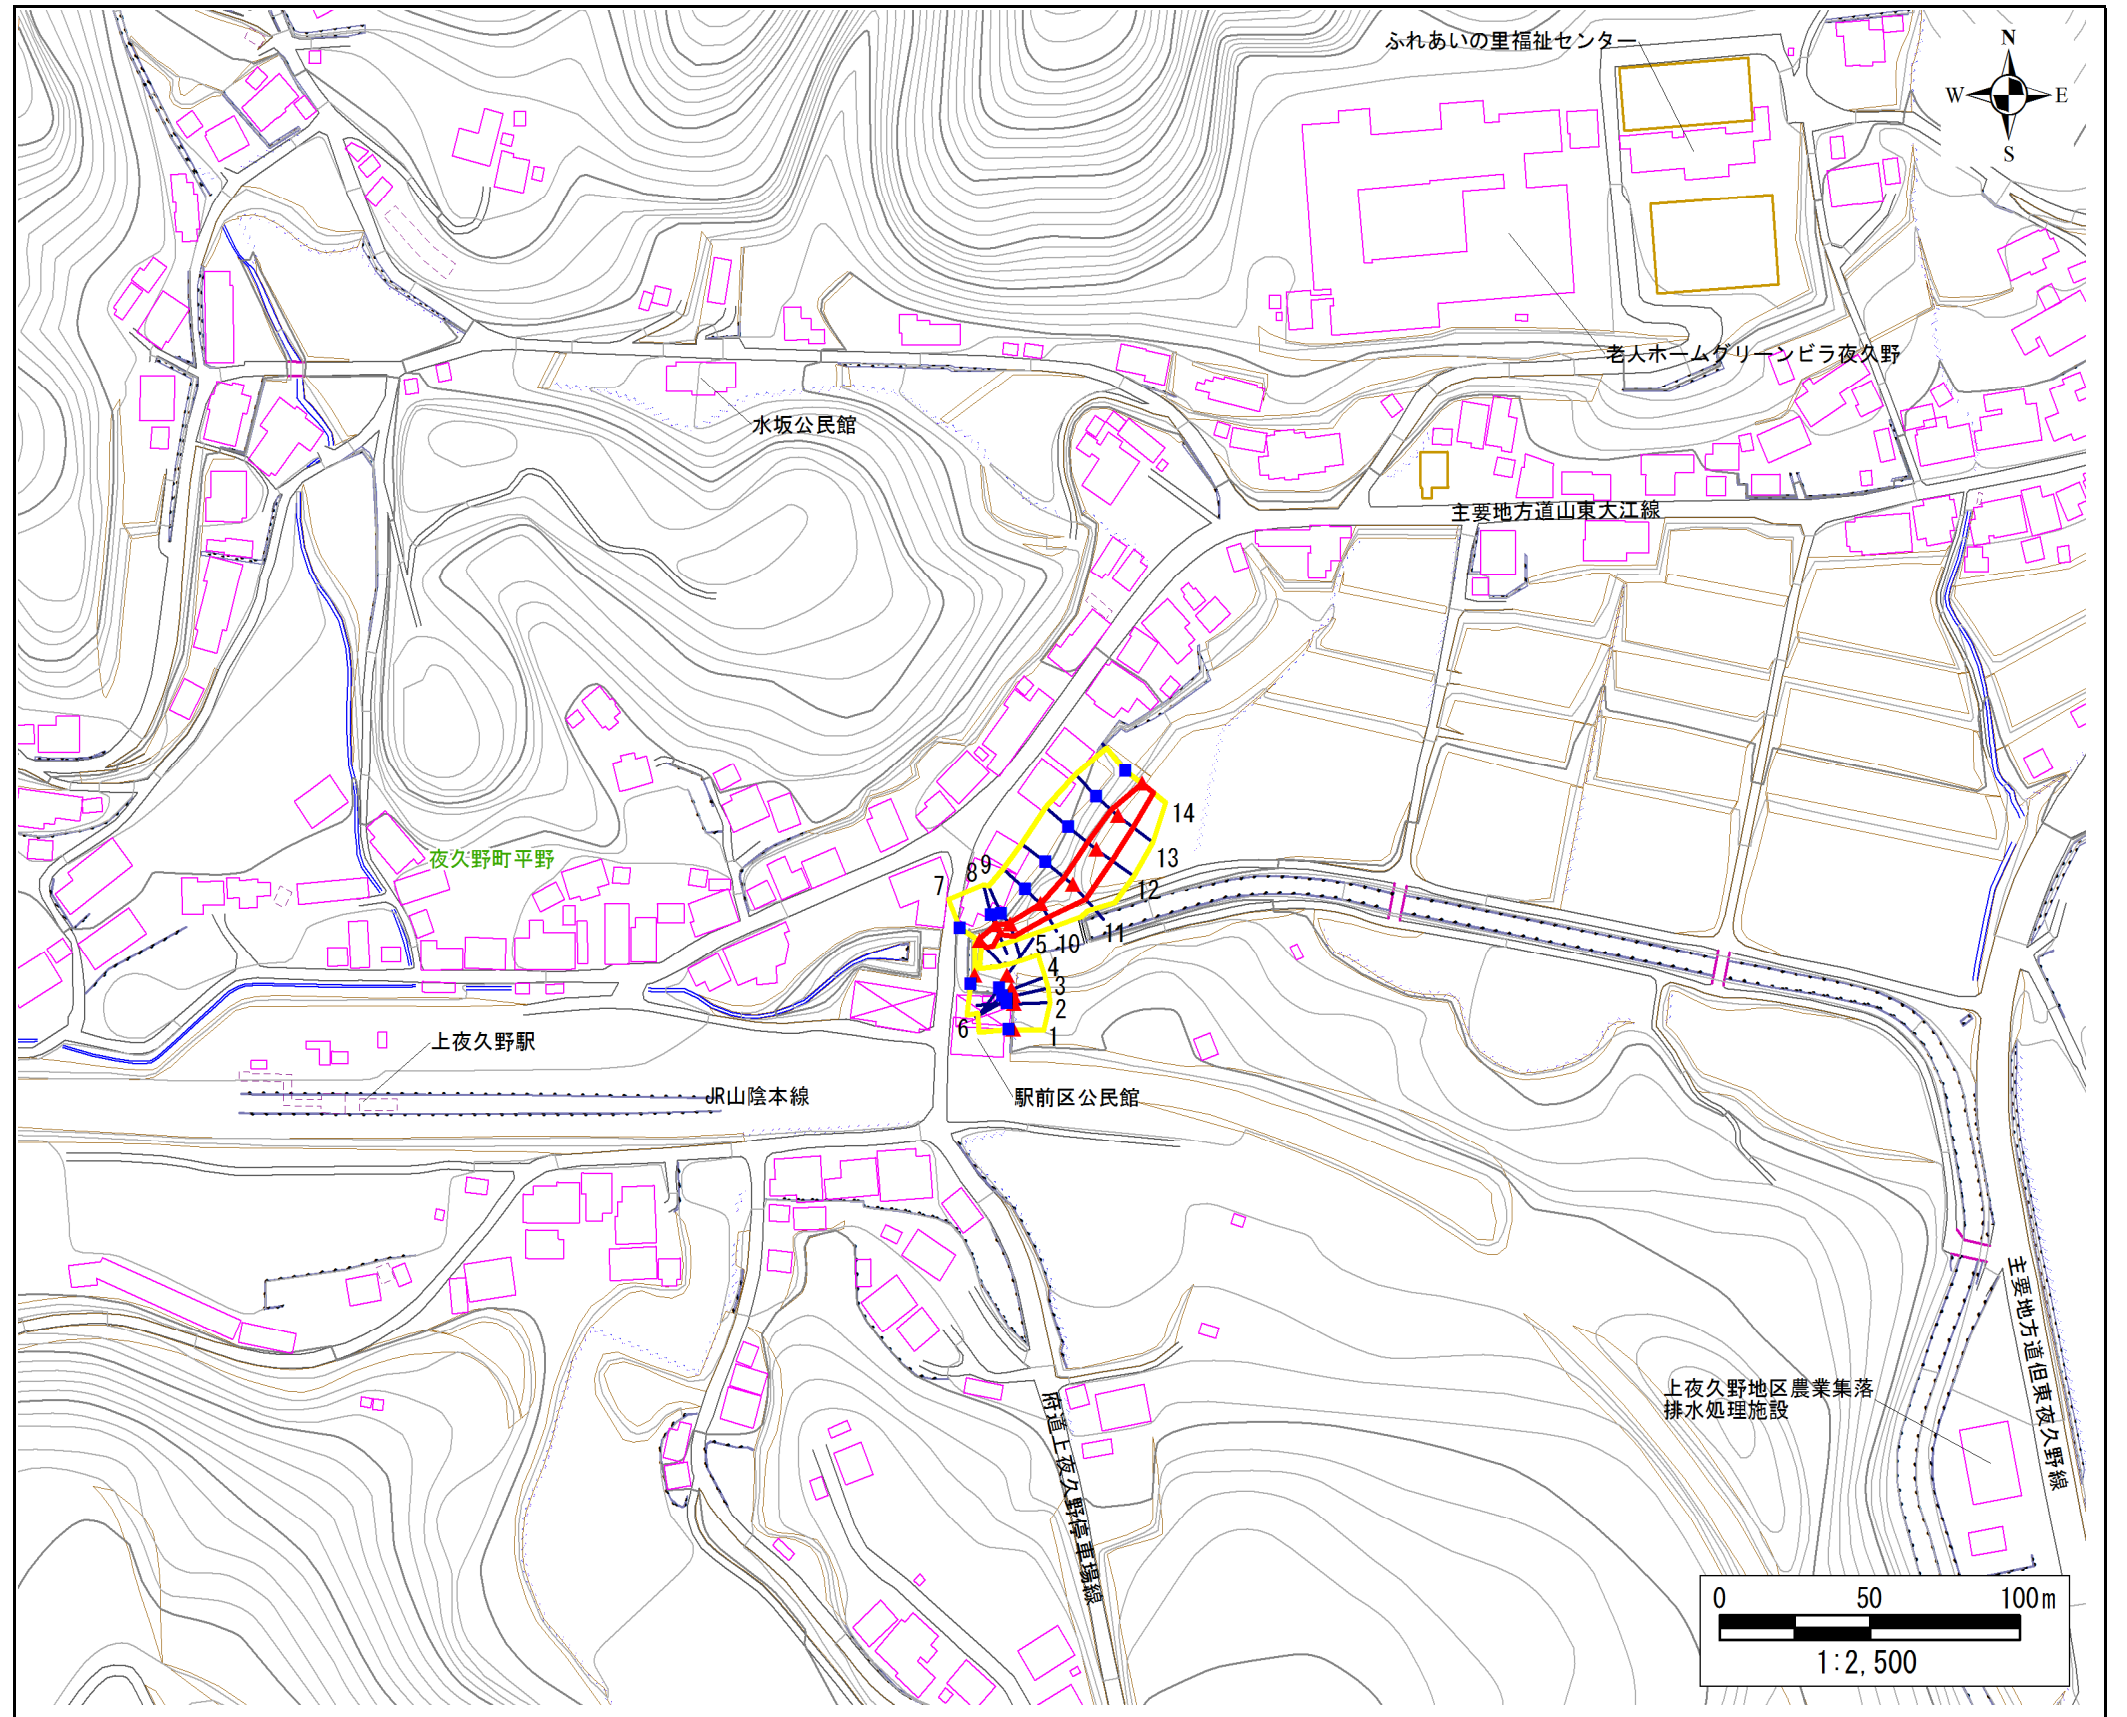 ふれあいの里福祉センター
N
W
E
S
老人ホームグリーンビラ夜久野
水坂公民館
主要地方道山東大江線
14
13
夜久野町平野
9
8
7
12
11
10
5
4
3
2
6
1
上夜久野駅
JR山陰本線
駅前区公民館
主要地方道但東夜久野線
上夜久野地区農業集落
排水処理施設
府道上夜久野停車場線
0 50 100m
1:2,500